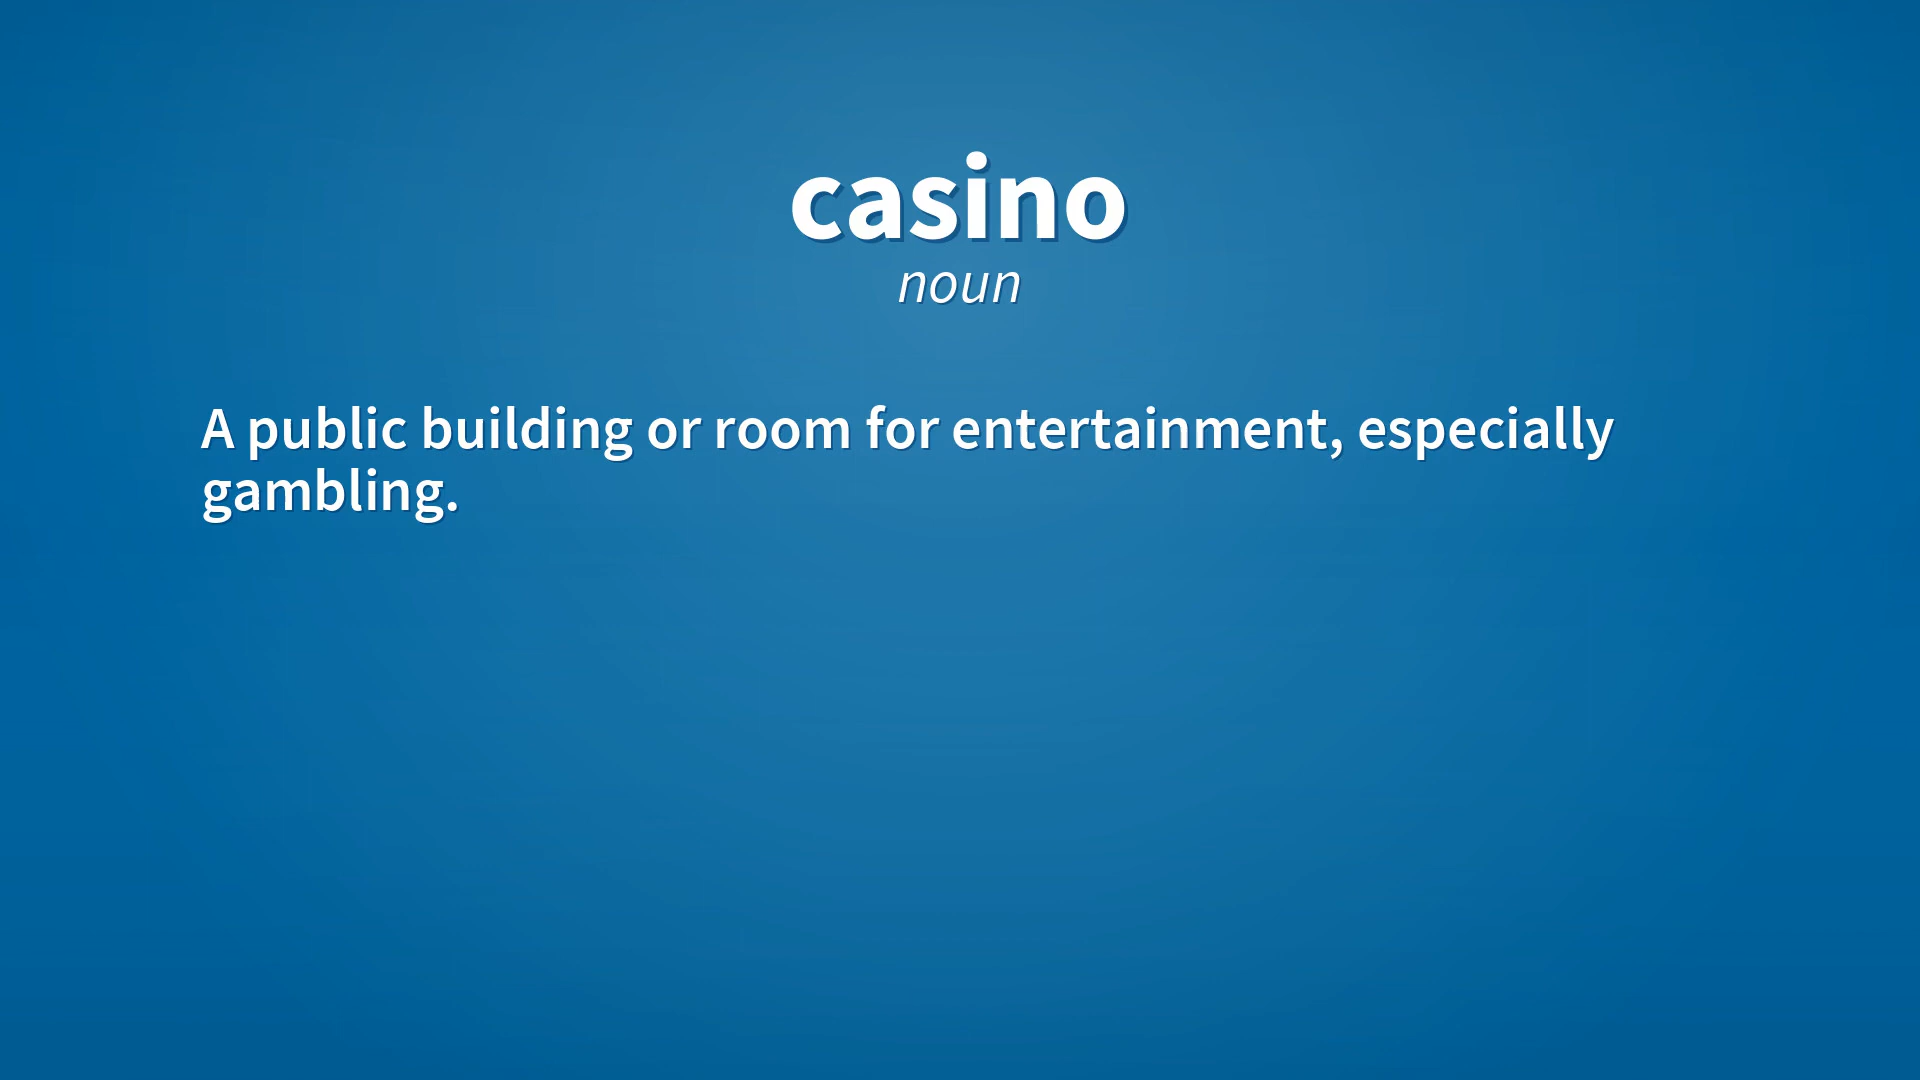 casino
noun
A public building or room for entertainment, especially
gambling.